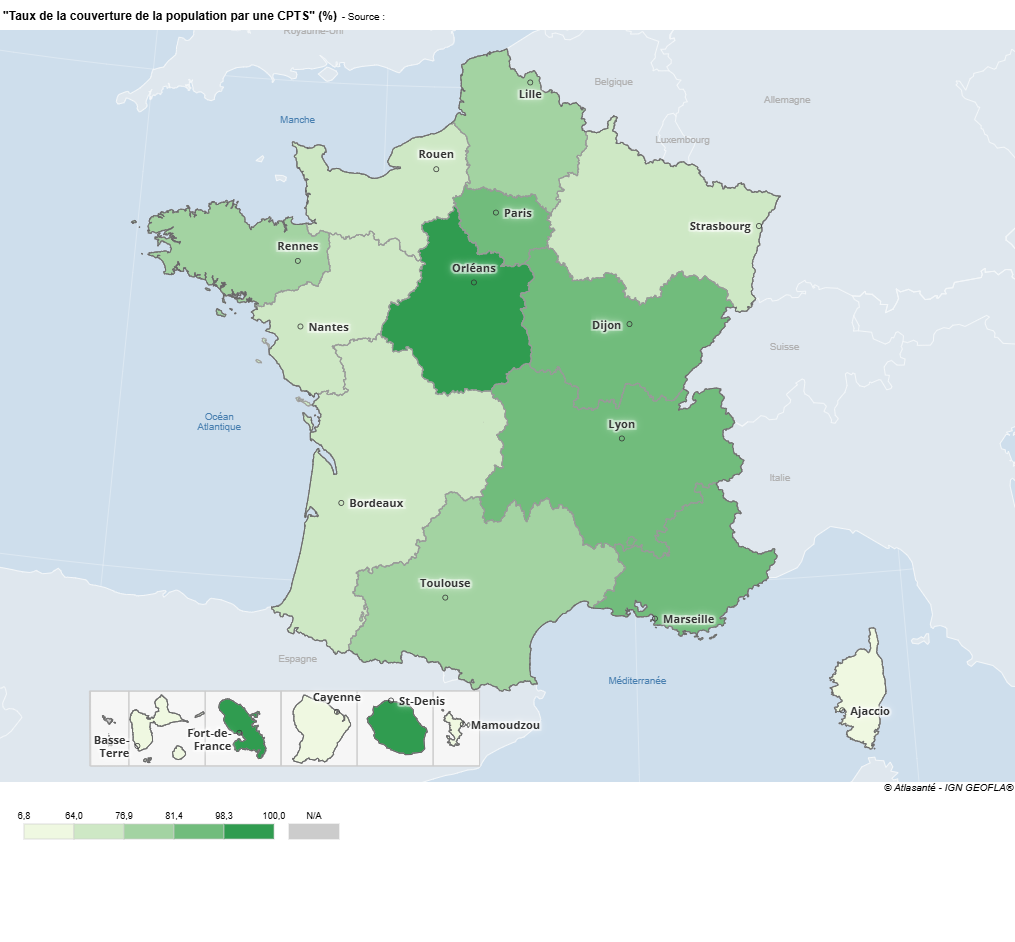 "Taux de la couverture de la population par une CPTS" (%) - Source :
Royaume-Uni
Belgique
Lille
Allemagne
Manche
Luxembourg
Rouen
Paris
Strasbourg
Rennes
Orléans
Nantes
Dijon
Suisse
Océan
Atlantique
Lyon
Italie
Bordeaux
Toulouse
Marseille
Espagne
Méditerranée
Ajaccio
Basse-
Terre
Fort-de-
France
Cayenne
St-Denis
Mamoudzou
© Atlasanté - IGN GEOFLA®
6,8 64,0 76,9 81,4 98,3 100,0 N/A